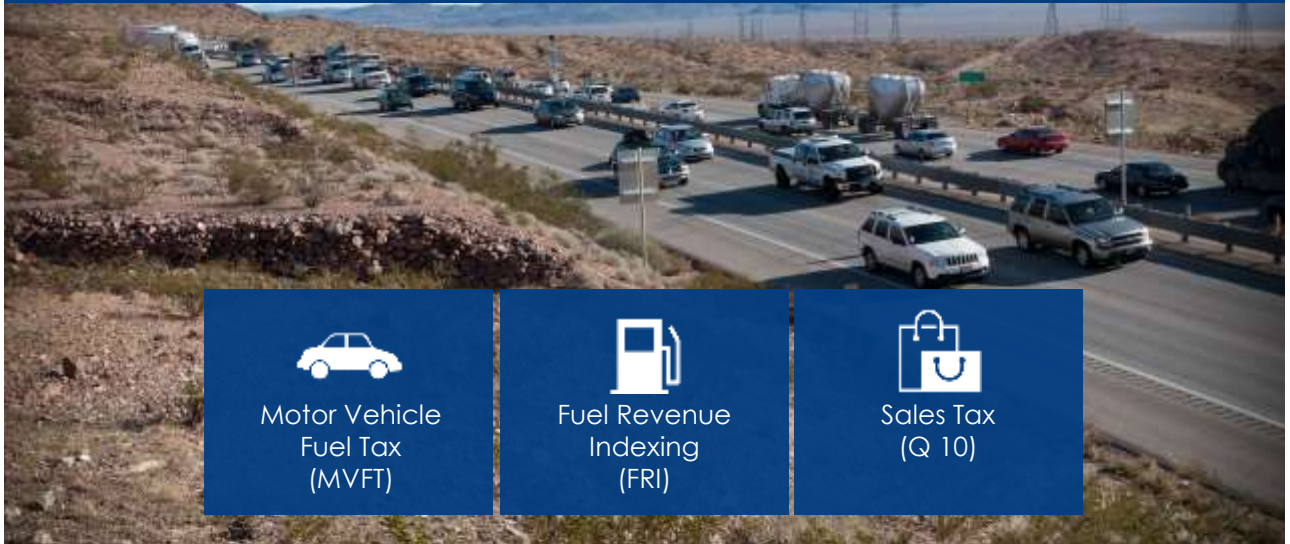 Motor Vehicle
Fuel Tax
(MVFT)
Fuel Revenue
Indexing
(FRI)
Sales Tax
(Q 10)